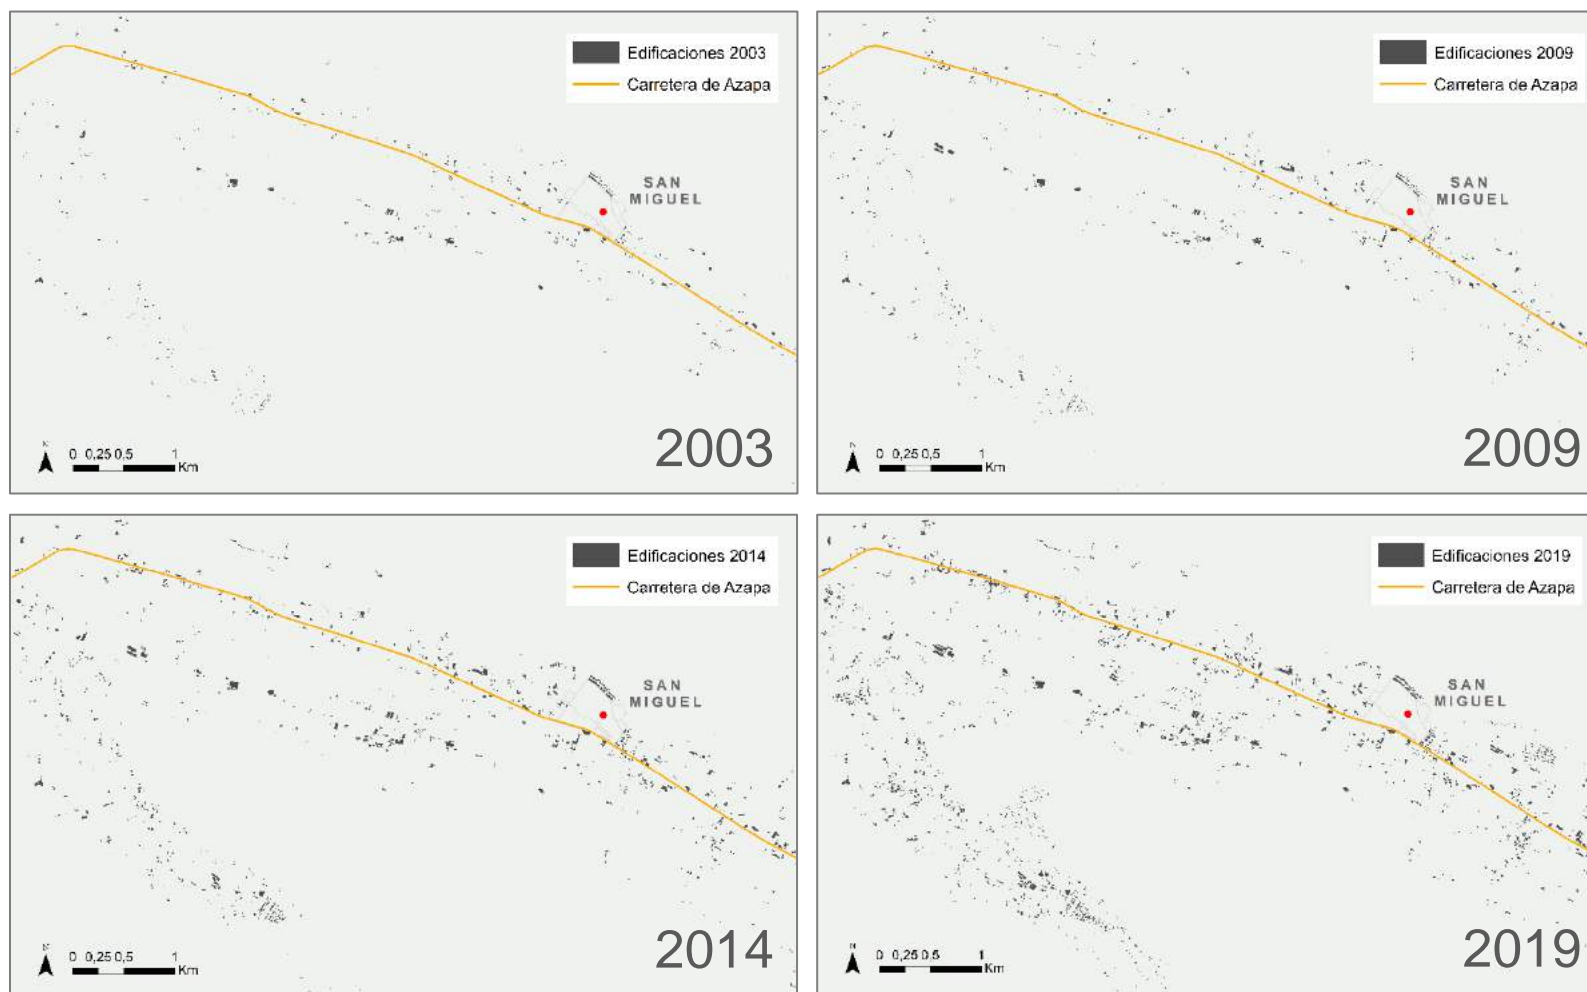 Edificaciones 2003
Carretera de Azapa
SAN
MIGUEL
N
0 0,25 0,5 1
Km
2003
Edificaciones 2009
Carretera de Azapa
SAN
MIGUEL
N
0 0,25 0,5 1
Km
2009
Edificaciones 2014
Carretera de Azapa
SAN
MIGUEL
N
0 0,25 0,5 1
Km
2014
Edificaciones 2019
Carretera de Azapa
SAN
MIGUEL
N
0 0,25 0,5 1
Km
2019